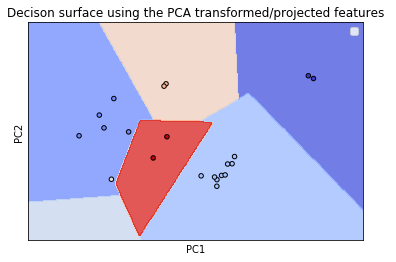 Decison surface using the PCA transformed/projected features
PC2
PC1